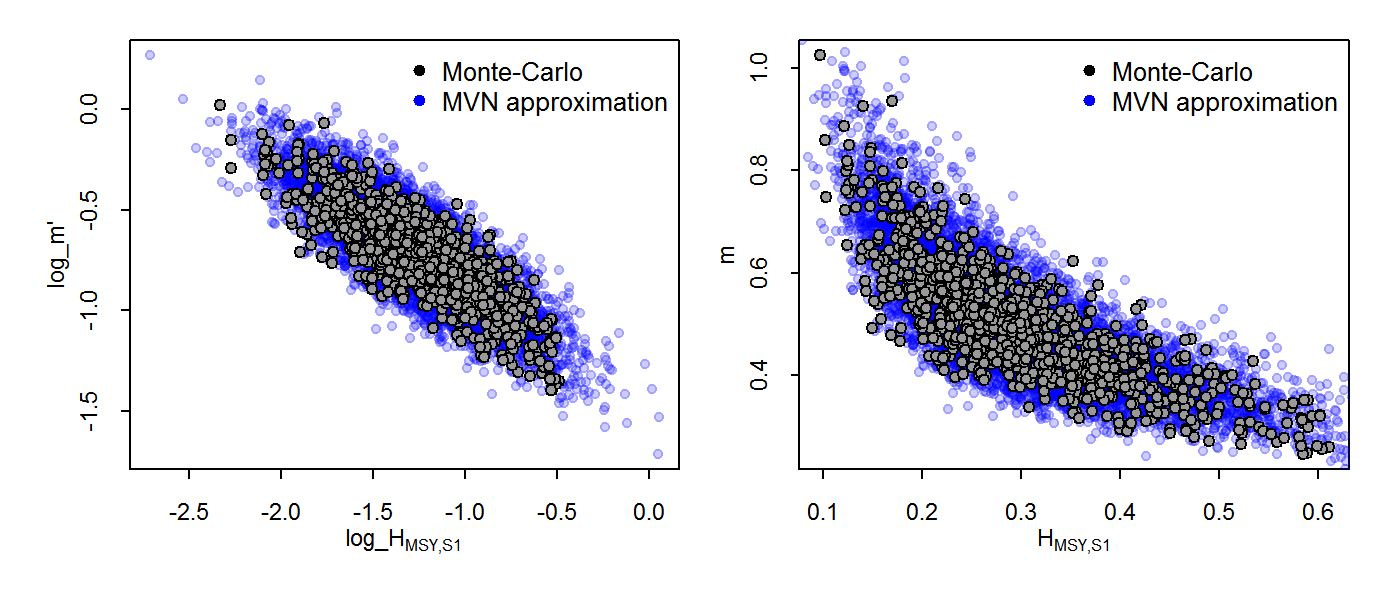 Monte-Carlo
MVN approximation
log_m'
0.0
-0.5
-1.0
-1.5
-2.5 -2.0 -1.5 -1.0 -0.5 0.0
log_H_MSY,S1
Monte-Carlo
MVN approximation
m
1.0
0.8
0.6
0.4
0.1 0.2 0.3 0.4 0.5 0.6
H_MSY,S1